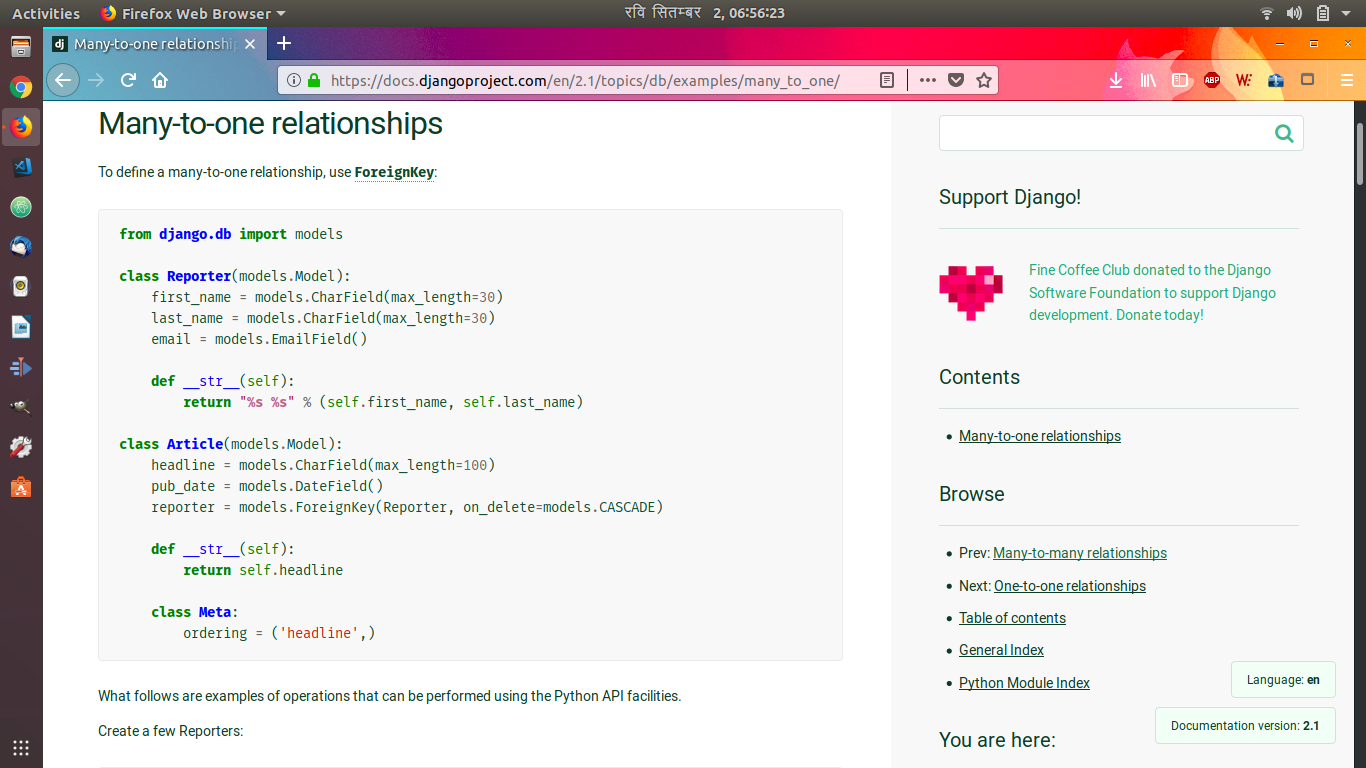 Activities
Firefox Web Browser
रवि सितम्बर 2, 06:56:23
dj Many-to-one relationship
https://docs.djangoproject.com/en/2.1/topics/db/examples/many_to_one/
ABP
W:
Many-to-one relationships
To define a many-to-one relationship, use ForeignKey:
from django.db import models
class Reporter(models.Model):
    first_name = models.CharField(max_length=30)
    last_name = models.CharField(max_length=30)
    email = models.EmailField()
    def __str__(self):
        return "%s %s" % (self.first_name, self.last_name)
class Article(models.Model):
    headline = models.CharField(max_length=100)
    pub_date = models.DateField()
    reporter = models.ForeignKey(Reporter, on_delete=models.CASCADE)
    def __str__(self):
        return self.headline
    class Meta:
        ordering = ('headline',)
What follows are examples of operations that can be performed using the Python API facilities.
Create a few Reporters:
Support Django!
Fine Coffee Club donated to the Django
Software Foundation to support Django
development. Donate today!
Contents
Many-to-one relationships
Browse
Prev: Many-to-many relationships
Next: One-to-one relationships
Table of contents
General Index
Python Module Index
Language: en
Documentation version: 2.1
You are here: